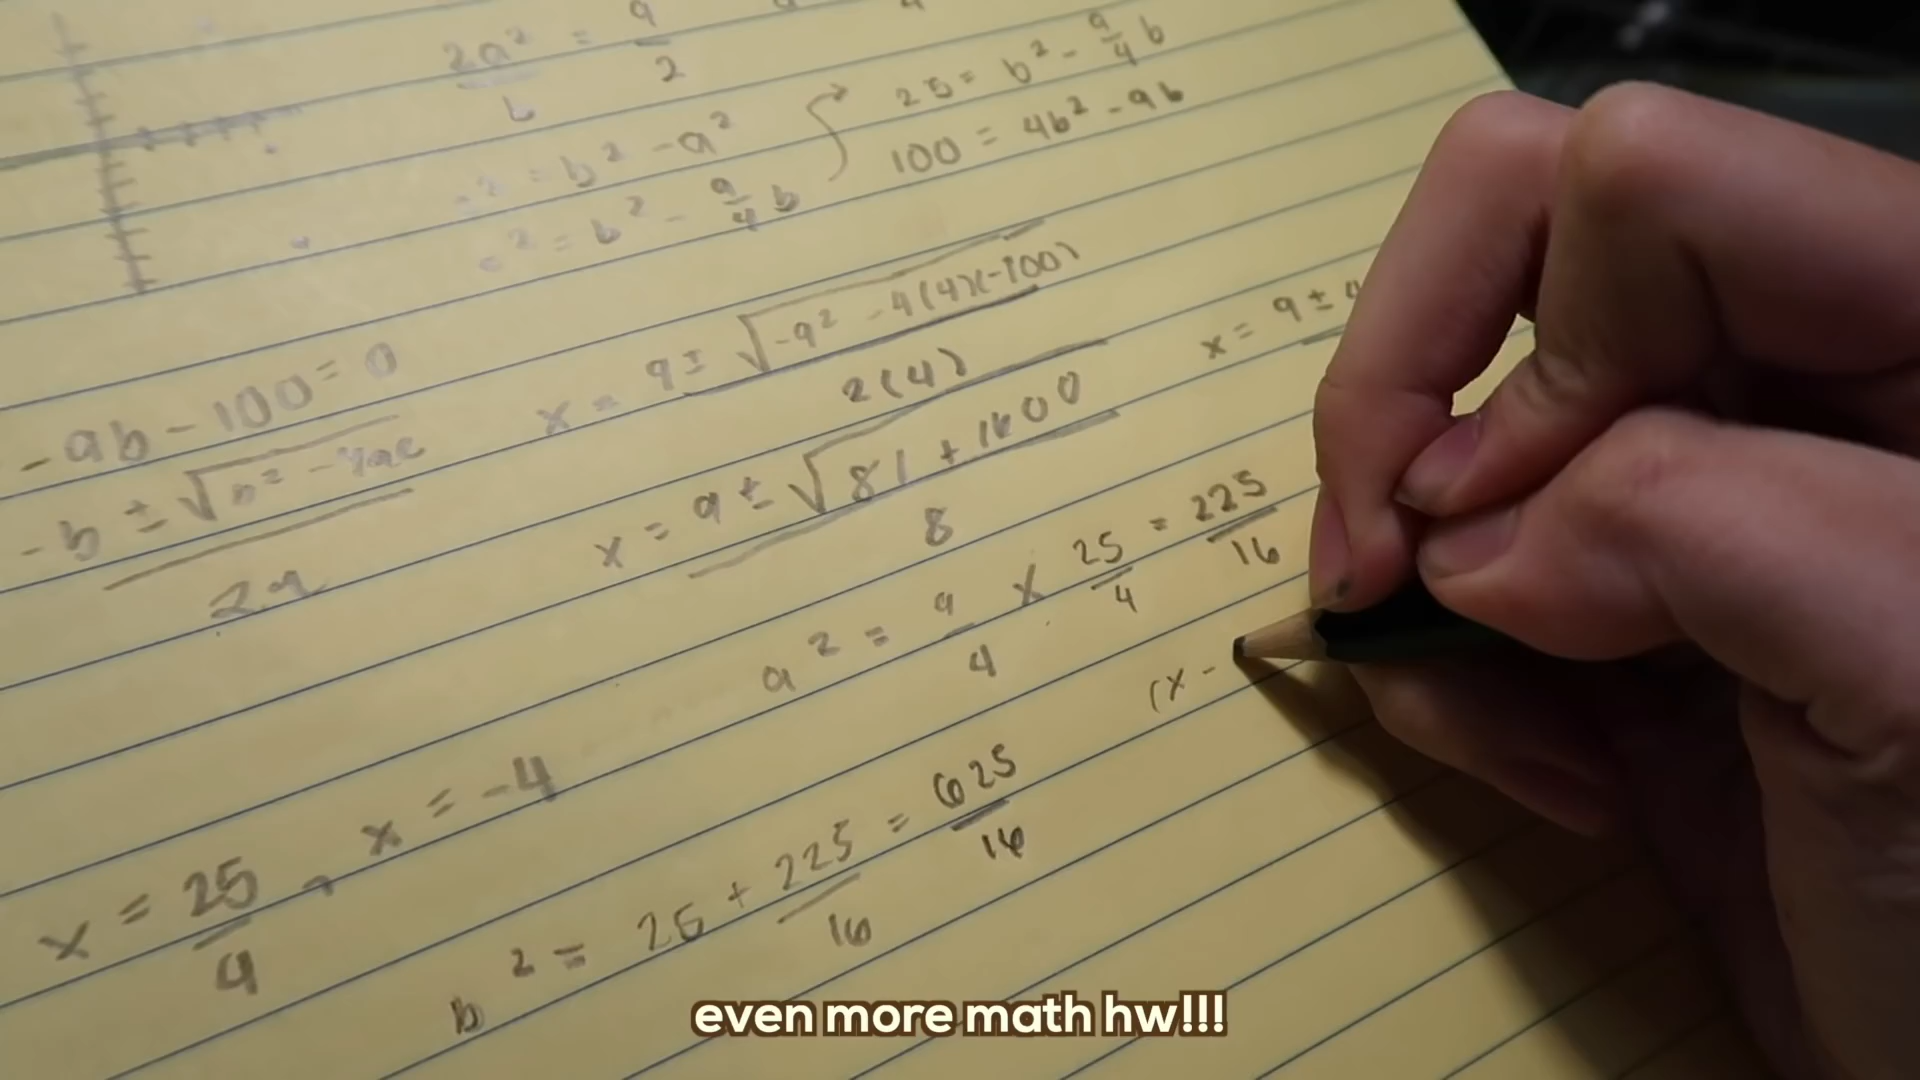 2a² / b = 9 / 2
25 = b² - 9/4 b
100 = 4b² - 9b
² = b² - a²
c² = b² - 9/4 b
- 9b - 100 = 0
- b ± √b² - 4ac / 2a
x = 9 ± √-9² - 4(4)(-100) / 2(4)
x = 9 ± √81 + 1600 / 8
x = 9 ± 4
x = 25/4, x = -4
a² = 9/4 x 25/4 = 225/16
b² = 25 + 225/16 = 625/16
(x -
even more math hw!!!